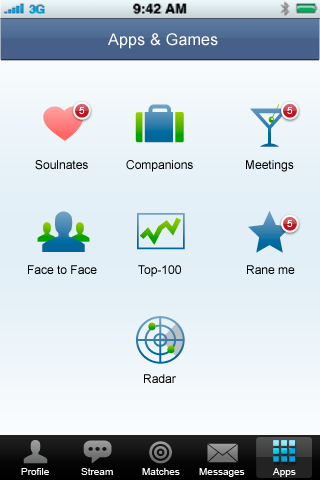 3G 9:42 AM
Apps & Games
5 5
Soulnates Companions Meetings
5
Face to Face Top-100 Rane me
Radar
Profile Stream Matches Messages Apps